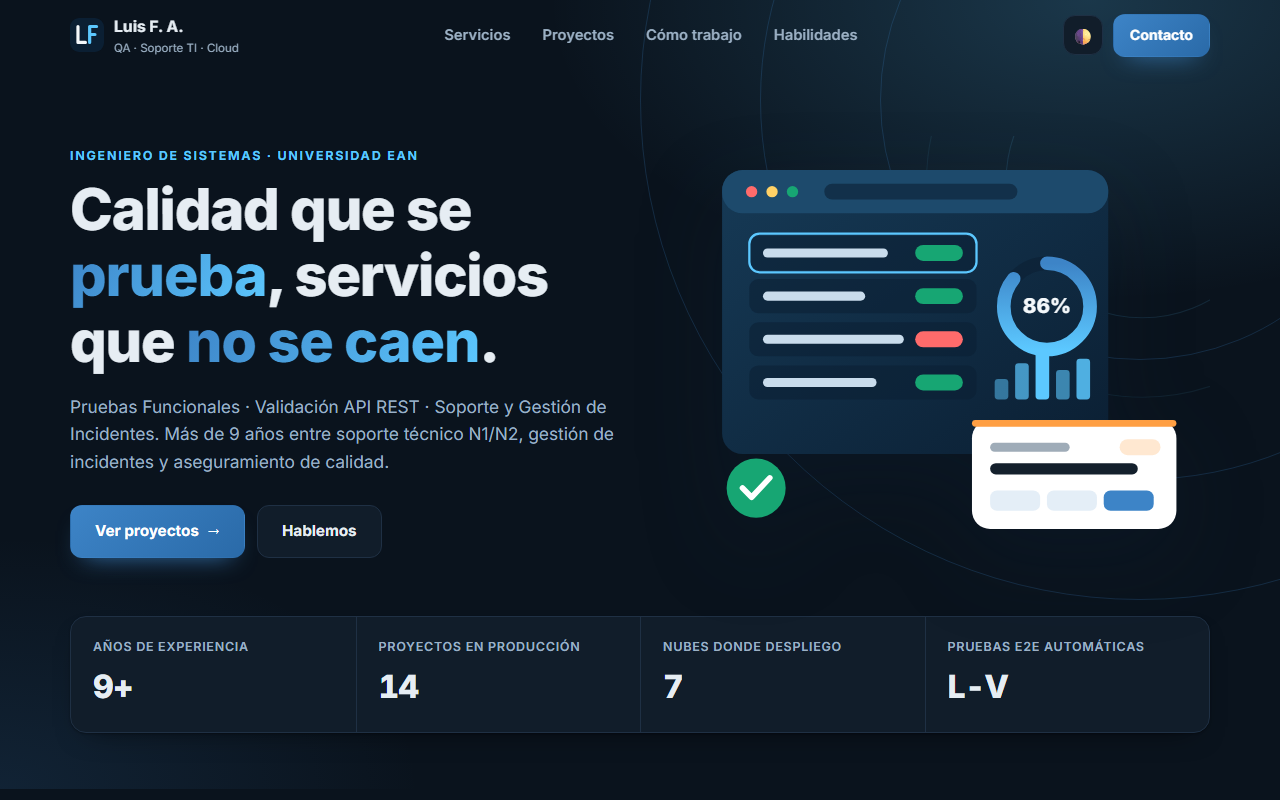 LF
Luis F. A.
QA · Soporte TI · Cloud
Servicios
Proyectos
Cómo trabajo
Habilidades
Contacto
INGENIERO DE SISTEMAS · UNIVERSIDAD EAN
Calidad que se
prueba, servicios
que no se caen.
Pruebas Funcionales · Validación API REST · Soporte y Gestión de
Incidentes. Más de 9 años entre soporte técnico N1/N2, gestión de
incidentes y aseguramiento de calidad.
Ver proyectos →
Hablemos
86%
AÑOS DE EXPERIENCIA
9+
PROYECTOS EN PRODUCCIÓN
14
NUBES DONDE DESPLIEGO
7
PRUEBAS E2E AUTOMÁTICAS
L-V